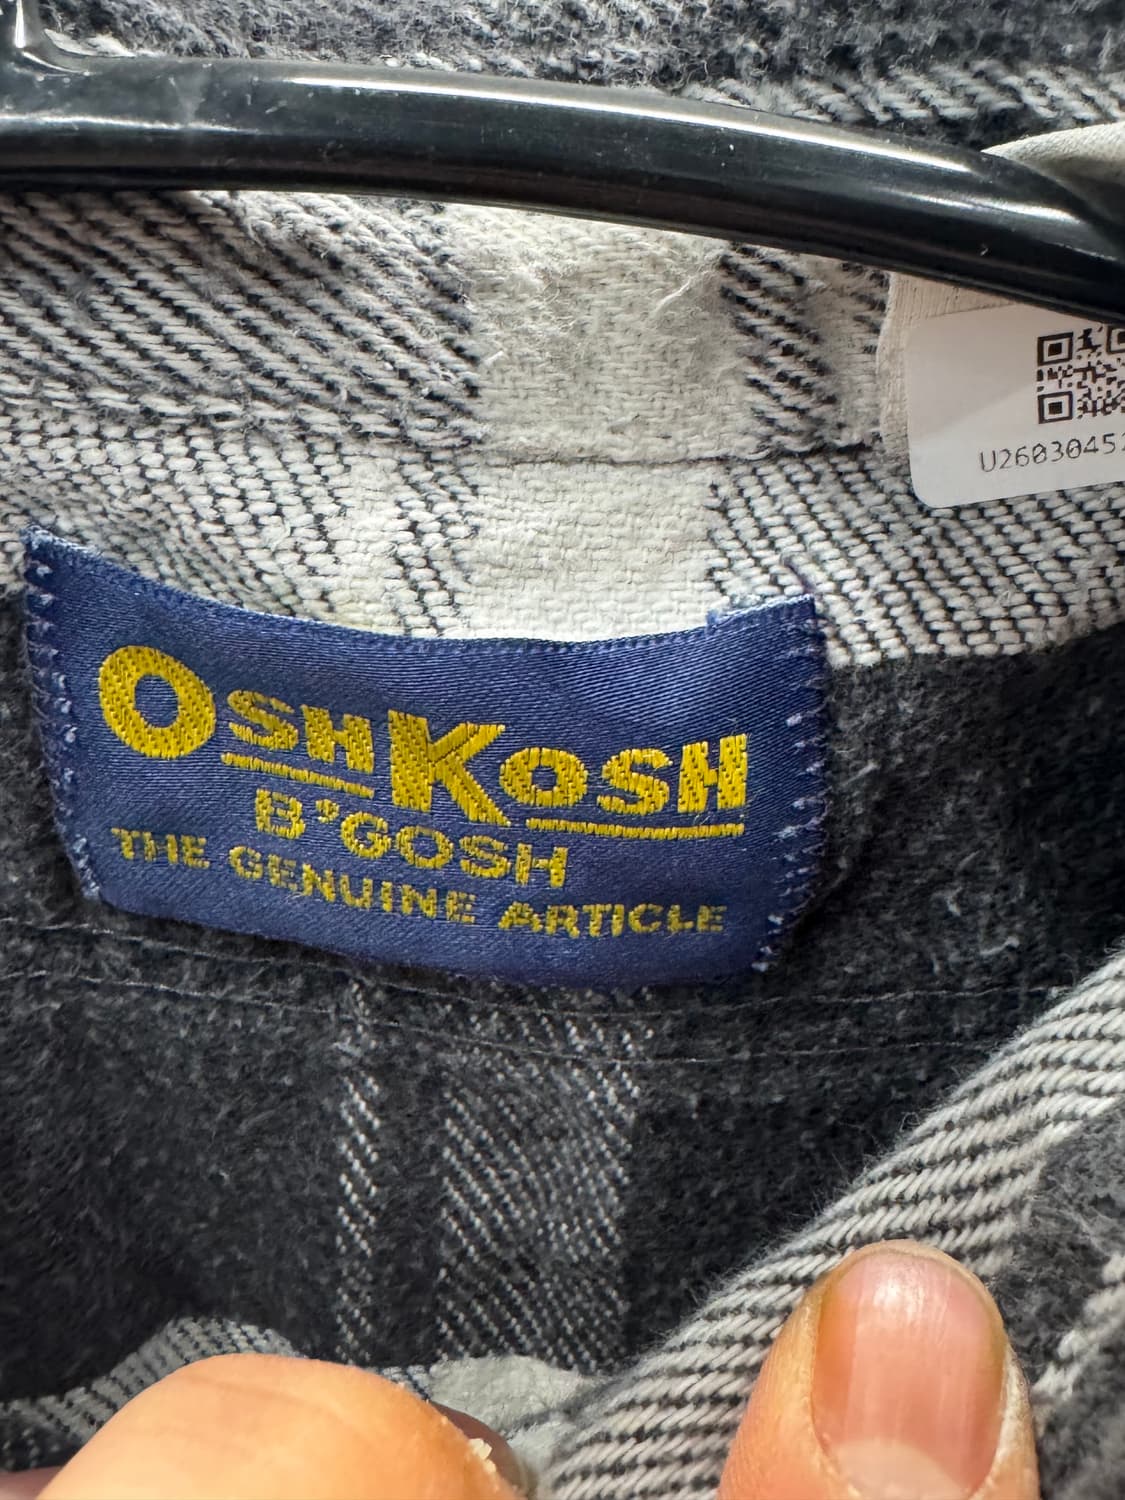 U2603045
OSHKOSH
B'GOSH
THE GENUINE ARTICLE